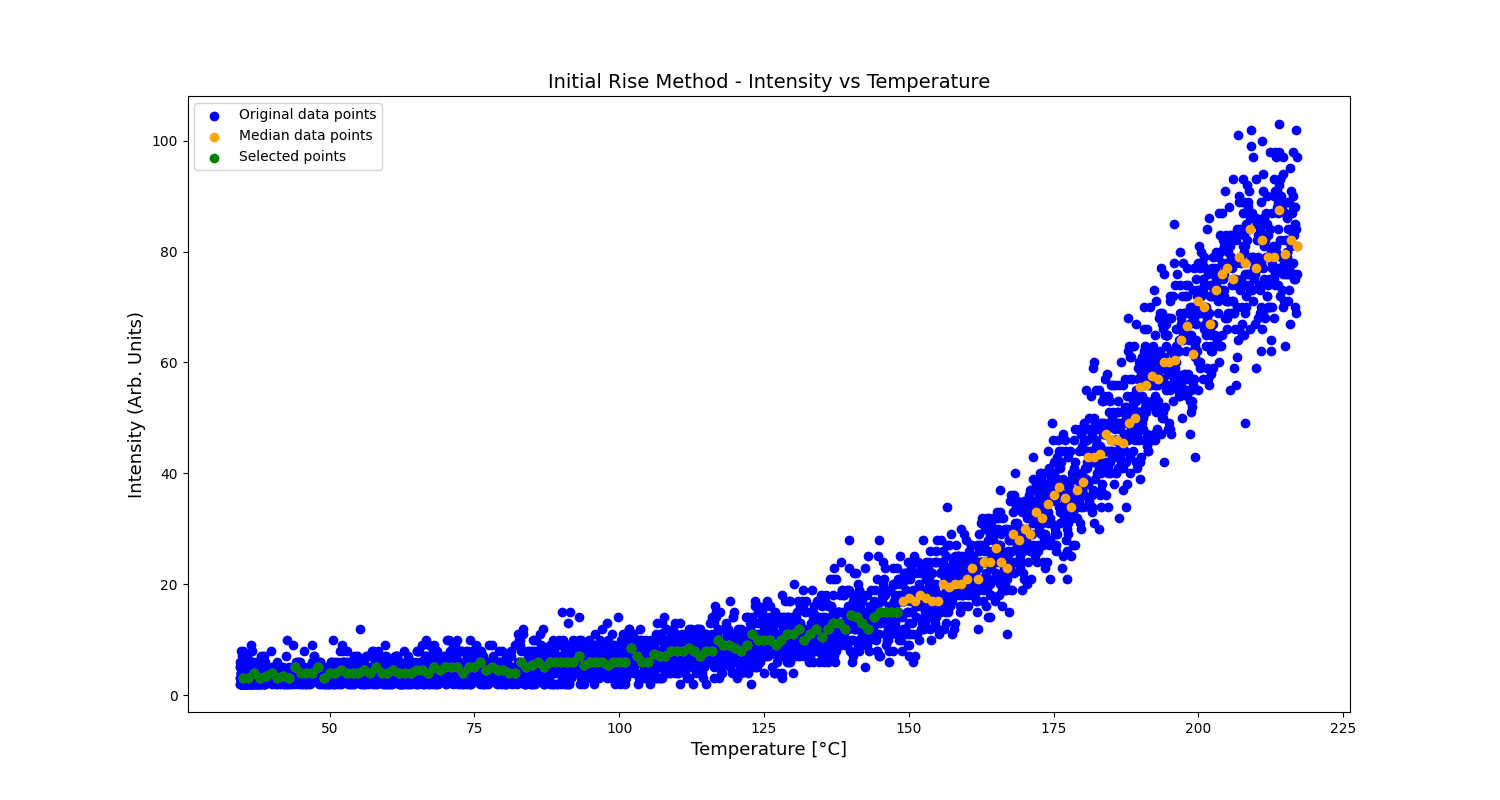 Initial Rise Method - Intensity vs Temperature
Original data points
Median data points
Selected points
100
80
60
40
20
0
Intensity (Arb. Units)
50 75 100 125 150 175 200 225
Temperature [°C]